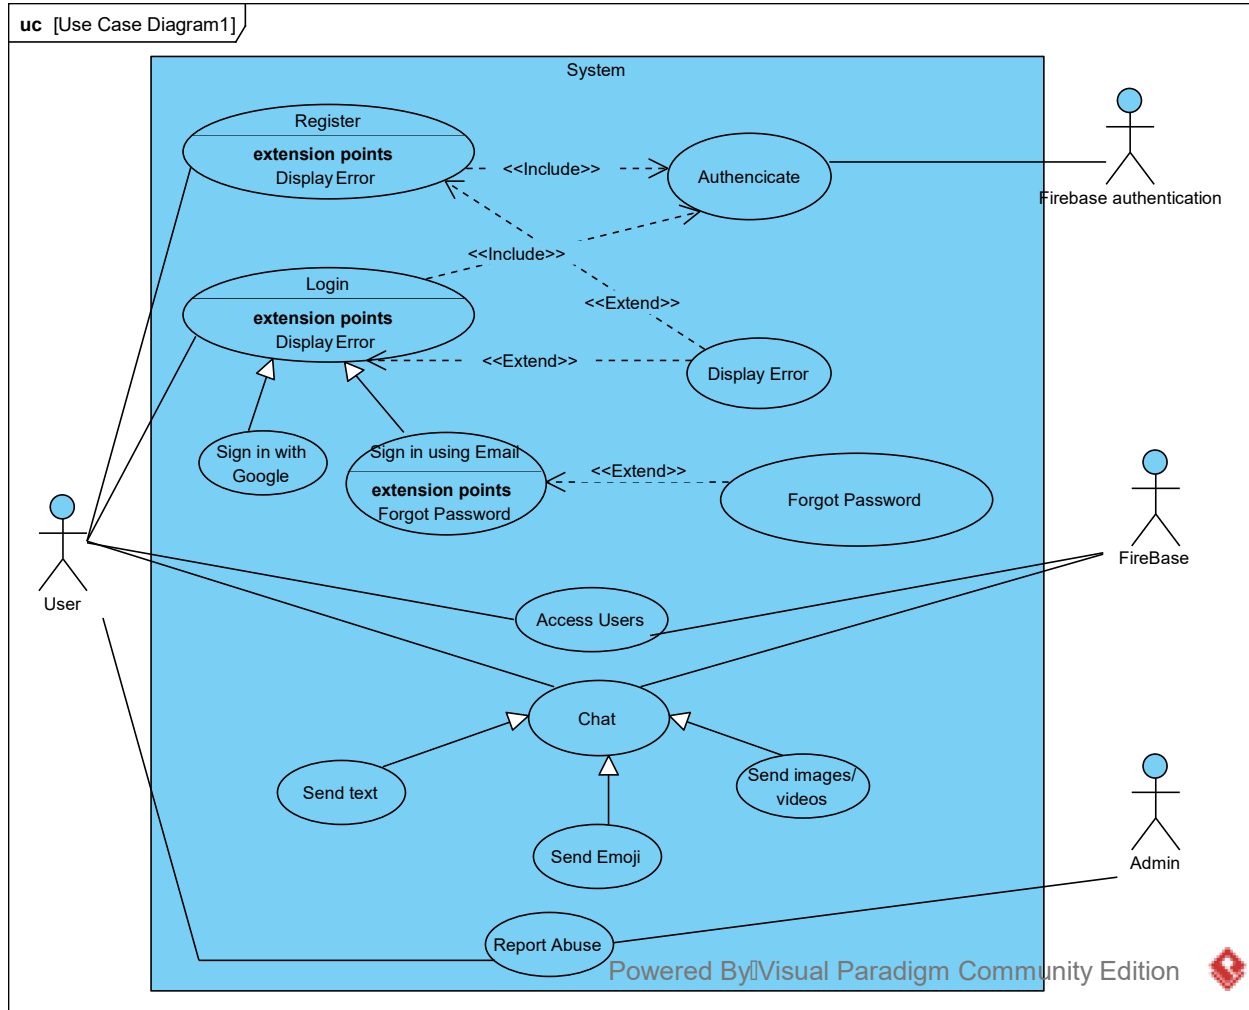 uc [Use Case Diagram1]
System
Register
extension points
Display Error
<<Include>>
Authencicate
Firebase authentication
<<Include>>
Login
extension points
Display Error
<<Extend>>
<<Extend>>
Display Error
Sign in with
Google
Sign in using Email
extension points
Forgot Password
<<Extend>>
Forgot Password
FireBase
User
Access Users
Chat
Send text
Send images/
videos
Send Emoji
Admin
Report Abuse
Powered By Visual Paradigm Community Edition